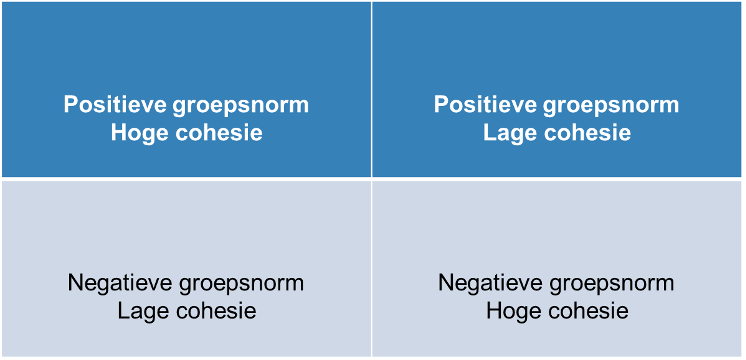 Positieve groepsnorm
Hoge cohesie
Positieve groepsnorm
Lage cohesie
Negatieve groepsnorm
Lage cohesie
Negatieve groepsnorm
Hoge cohesie